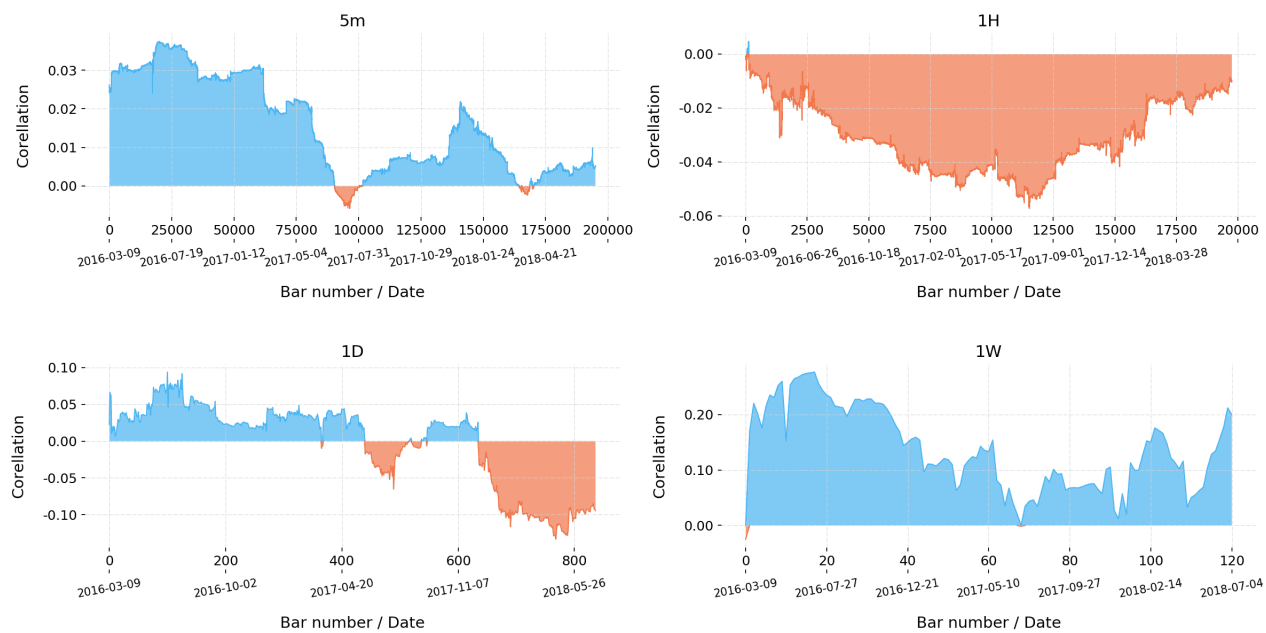 5m
Corellation
0.03
0.02
0.01
0.00
0 25000 50000 75000 100000 125000 150000 175000 200000
2016-03-09 2016-07-19 2017-01-12 2017-05-04 2017-07-31 2017-10-29 2018-01-24 2018-04-21
Bar number / Date
1H
Corellation
0.00
-0.02
-0.04
-0.06
0 2500 5000 7500 10000 12500 15000 17500 20000
2016-03-09 2016-06-26 2016-10-18 2017-02-01 2017-05-17 2017-09-01 2017-12-14 2018-03-28
Bar number / Date
1D
Corellation
0.10
0.05
0.00
-0.05
-0.10
0 200 400 600 800
2016-03-09 2016-10-02 2017-04-20 2017-11-07 2018-05-26
Bar number / Date
1W
Corellation
0.20
0.10
0.00
0 20 40 60 80 100 120
2016-03-09 2016-07-27 2016-12-21 2017-05-10 2017-09-27 2018-02-14 2018-07-04
Bar number / Date